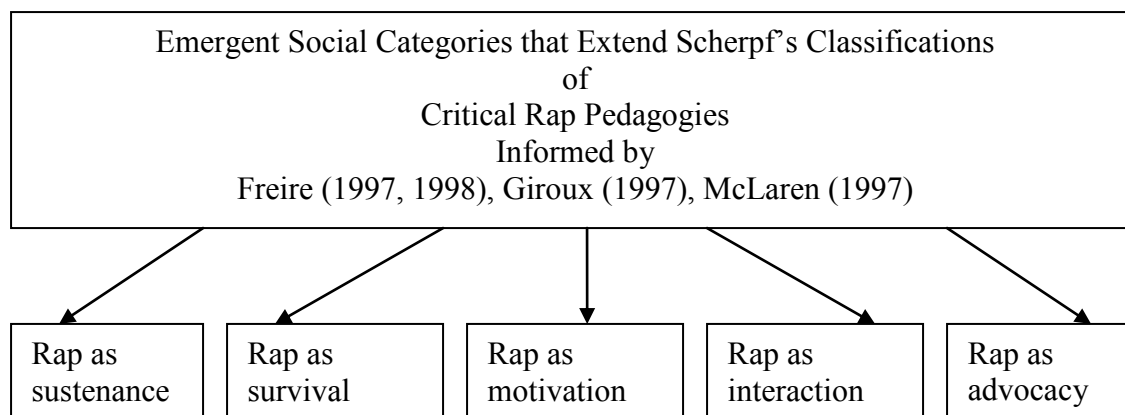 Emergent Social Categories that Extend Scherpf’s Classifications
of
Critical Rap Pedagogies
Informed by
Freire (1997, 1998), Giroux (1997), McLaren (1997)
Rap as
sustenance
Rap as
survival
Rap as
motivation
Rap as
interaction
Rap as
advocacy